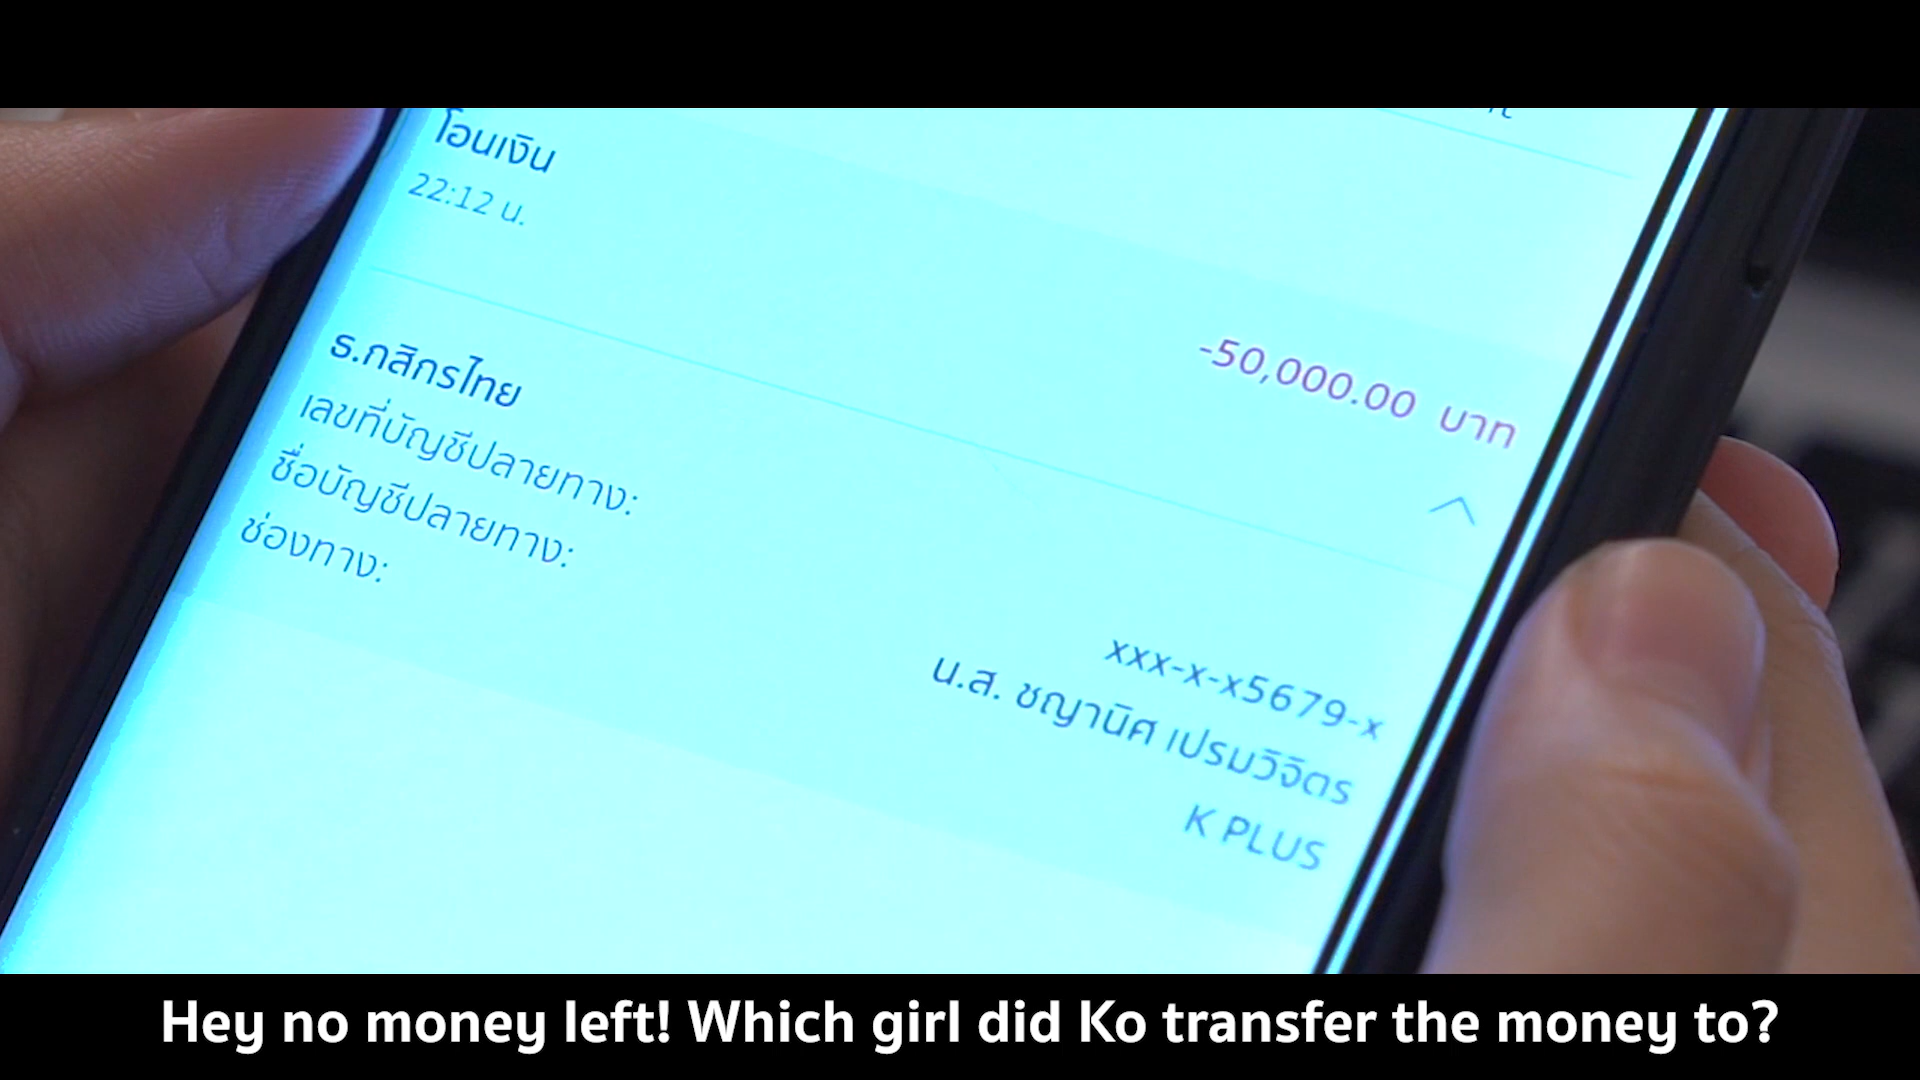 โอนเงิน
22:12 น.
-50,000.00 บาท
ธ.กสิกรไทย
เลขที่บัญชีปลายทาง:
xxx-x-x5679-x
ชื่อบัญชีปลายทาง:
น.ส. ชญานิศ เปรมวิจิตร
ช่องทาง:
K PLUS
Hey no money left! Which girl did Ko transfer the money to?